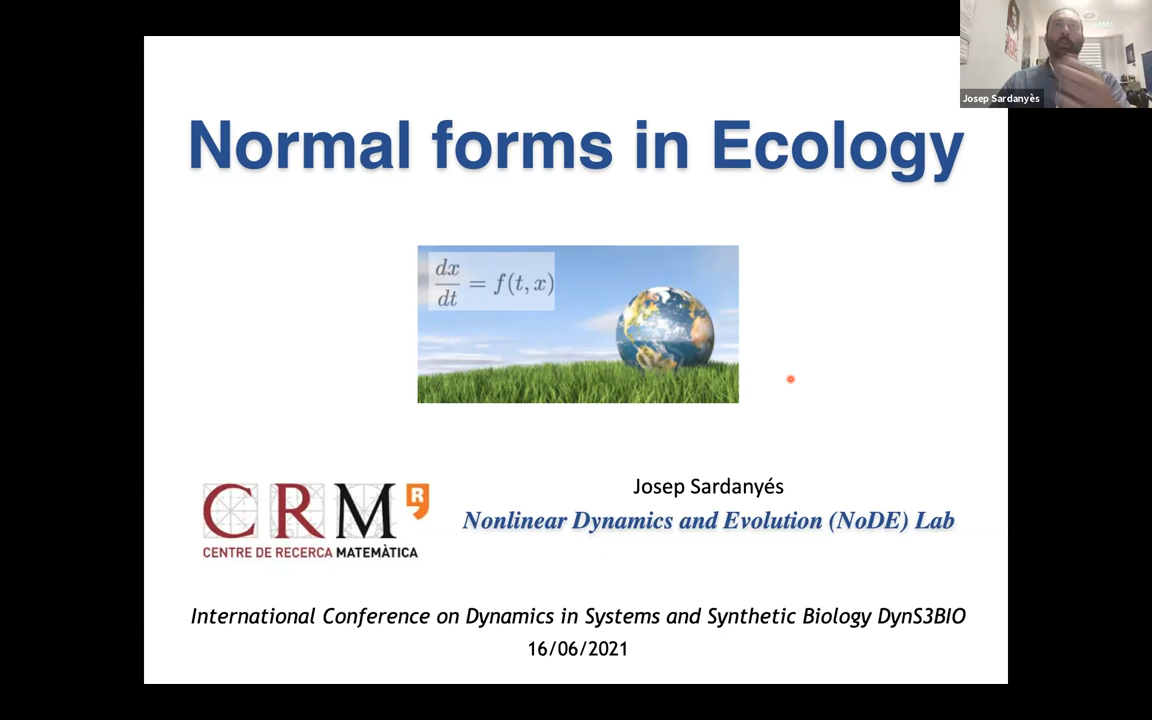 Josep Sardanyès
Normal forms in Ecology
dx/dt = f(t, x)
CRM R
CENTRE DE RECERCA MATEMÀTICA
Josep Sardanyés
Nonlinear Dynamics and Evolution (NoDE) Lab
International Conference on Dynamics in Systems and Synthetic Biology DynS3BIO
16/06/2021